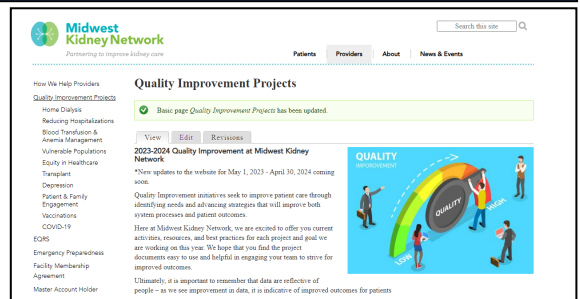 Midwest
Kidney Network
Partnering to improve kidney care
Search this site
Patients
Providers
About
News & Events
How We Help Providers
Quality Improvement Projects
Home Dialysis
Reducing Hospitalizations
Blood Transfusion &
Anemia Management
Vulnerable Populations
Equity in Healthcare
Transplant
Depression
Patient & Family
Engagement
Vaccinations
COVID-19
EQRS
Emergency Preparedness
Facility Membership
Agreement
Master Account Holder
Quality Improvement Projects
Basic page Quality Improvement Projects has been updated.
View
Edit
Revisions
2023-2024 Quality Improvement at Midwest Kidney
Network
*New updates to the website for May 1, 2023 - April 30, 2024 coming
soon.
Quality Improvement initiatives seek to improve patient care through
identifying needs and advancing strategies that will improve both
system processes and patient outcomes.
Here at Midwest Kidney Network, we are excited to offer you current
activities, resources, and best practices for each project and goal we
are working on this year. We hope that you find the project
documents easy to use and helpful in engaging your team to strive for
improved outcomes.
Ultimately, it is important to remember that data are reflective of
people – as we see improvement in data, it is indicative of improved outcomes for patients
QUALITY
IMPROVEMENT
QUALITY
LOW
HIGH